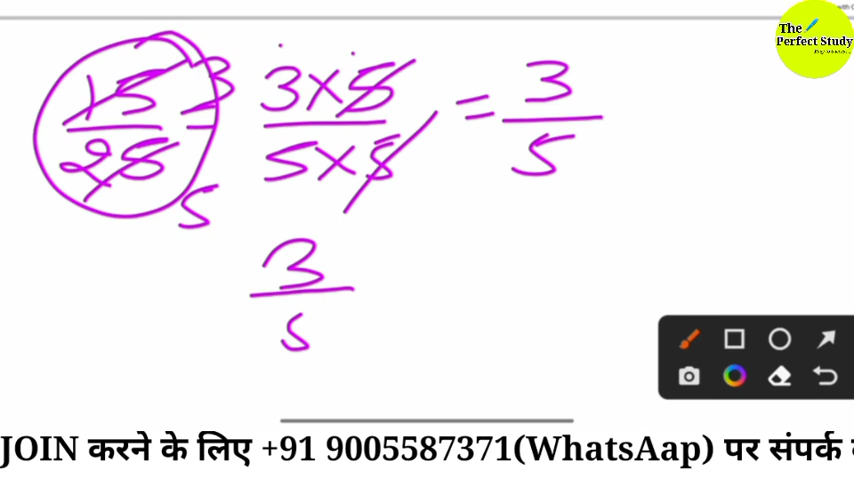 The
Perfect Study
15/25 = 3×5/5×5 = 3/5
3
5
3/5
JOIN करने के लिए +91 9005587371(WhatsAap) पर संपर्क